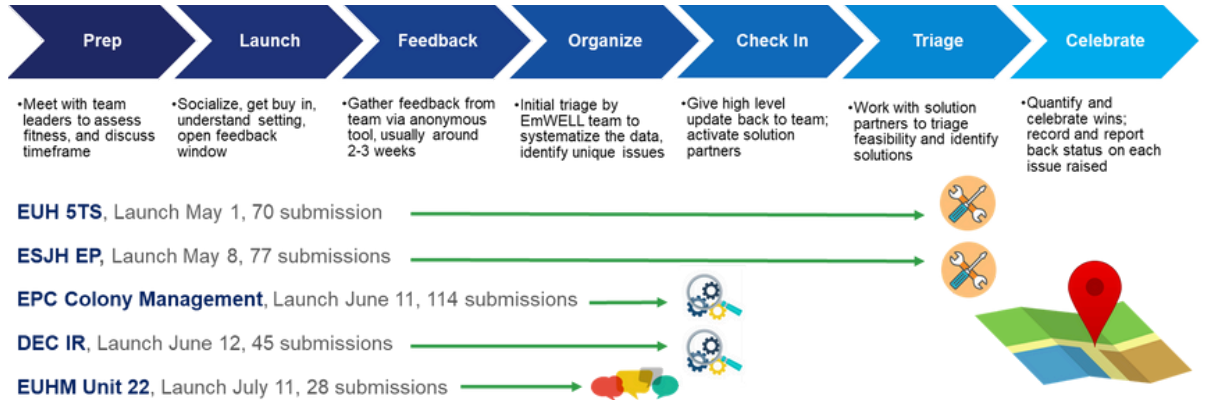 Prep
Launch
Feedback
Organize
Check In
Triage
Celebrate
•Meet with team
leaders to assess
fitness, and discuss
timeframe
•Socialize, get buy in,
understand setting,
open feedback
window
•Gather feedback from
team via anonymous
tool, usually around
2-3 weeks
•Initial triage by
EmWELL team to
systematize the data,
identify unique issues
•Give high level
update back to team;
activate solution
partners
•Work with solution
partners to triage
feasibility and identify
solutions
•Quantify and
celebrate wins;
record and report
back status on each
issue raised
EUH 5TS, Launch May 1, 70 submission
ESJH EP, Launch May 8, 77 submissions
EPC Colony Management, Launch June 11, 114 submissions
DEC IR, Launch June 12, 45 submissions
EUHM Unit 22, Launch July 11, 28 submissions